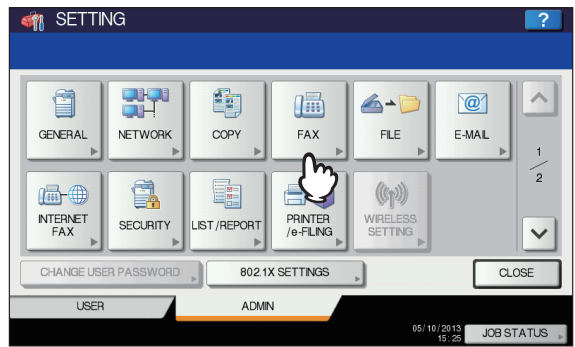 SETTING
?
GENERAL
NETWORK
COPY
FAX
FILE
E-MAIL
1
2
INTERNET
FAX
SECURITY
LIST/REPORT
PRINTER
/e-FILING
WIRELESS
SETTING
CHANGE USER PASSWORD
802.1X SETTINGS
CLOSE
USER
ADMIN
05/10/2013
15:25
JOB STATUS